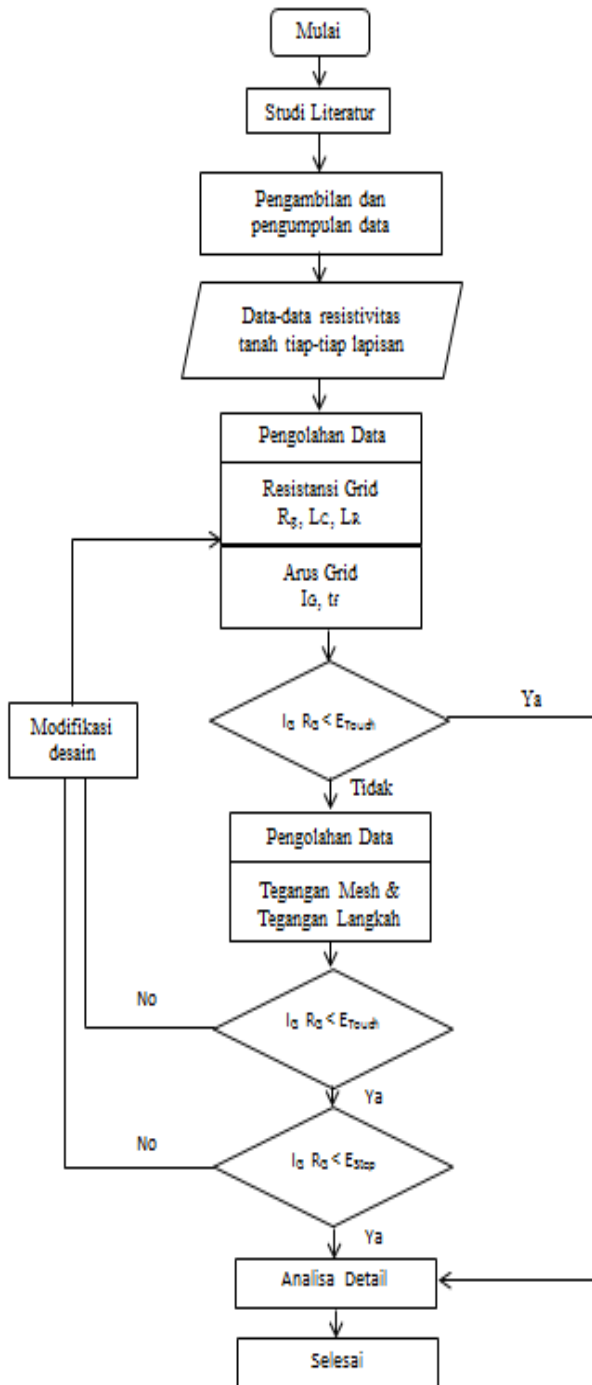 Mulai
Studi Literatur
Pengambilan dan
pengumpulan data
Data-data resistivitas
tanah tiap-tiap lapisan
Pengolahan Data
Resistansi Grid
Rg, LC, LR
Arus Grid
IG, tf
IG RG < ETouch
Ya
Modifikasi
desain
Tidak
Pengolahan Data
Tegangan Mesh &
Tegangan Langkah
No
IG RG < ETouch
Ya
No
IG RG < EStep
Ya
Analisa Detail
Selesai